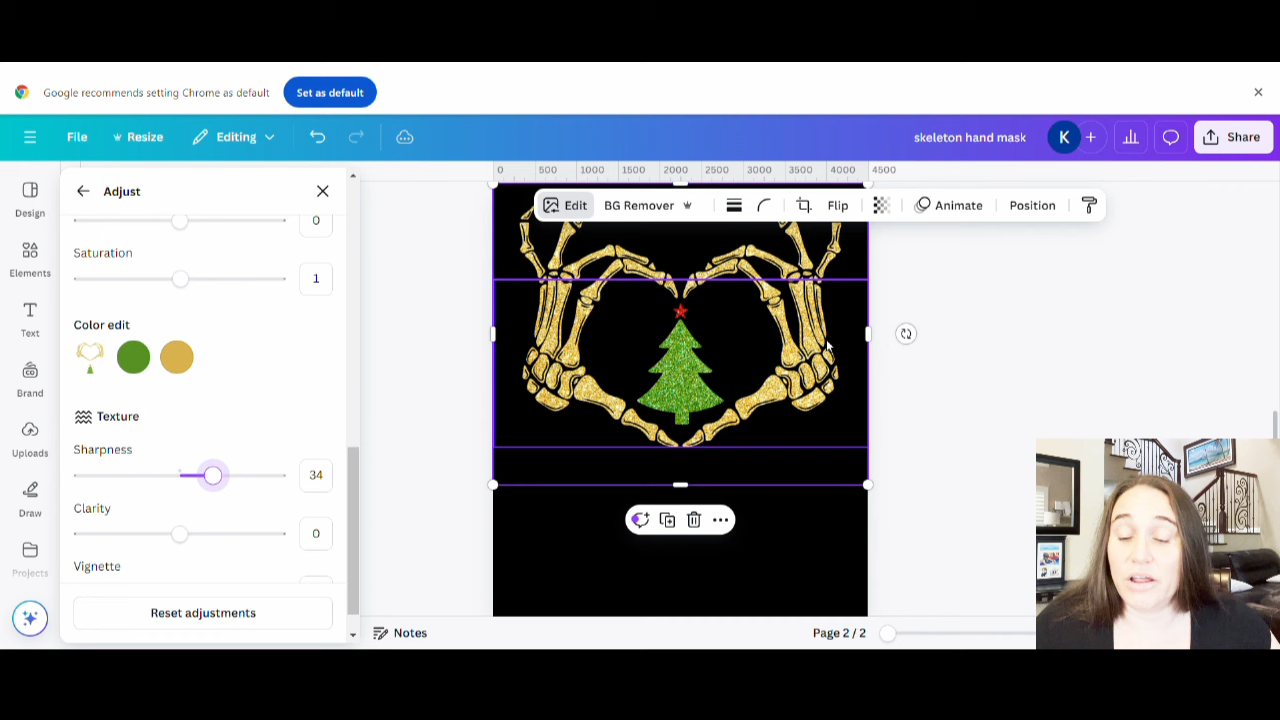 Google recommends setting Chrome as default
Set as default
File
Resize
Editing
skeleton hand mask
K
Share
0 500 1000 1500 2000 2500 3000 3500 4000 4500
Design
Elements
Text
Brand
Uploads
Draw
Projects
Adjust
0
Saturation
1
Color edit
Texture
Sharpness
34
Clarity
0
Vignette
Reset adjustments
Edit
BG Remover
Flip
Animate
Position
Notes
Page 2 / 2